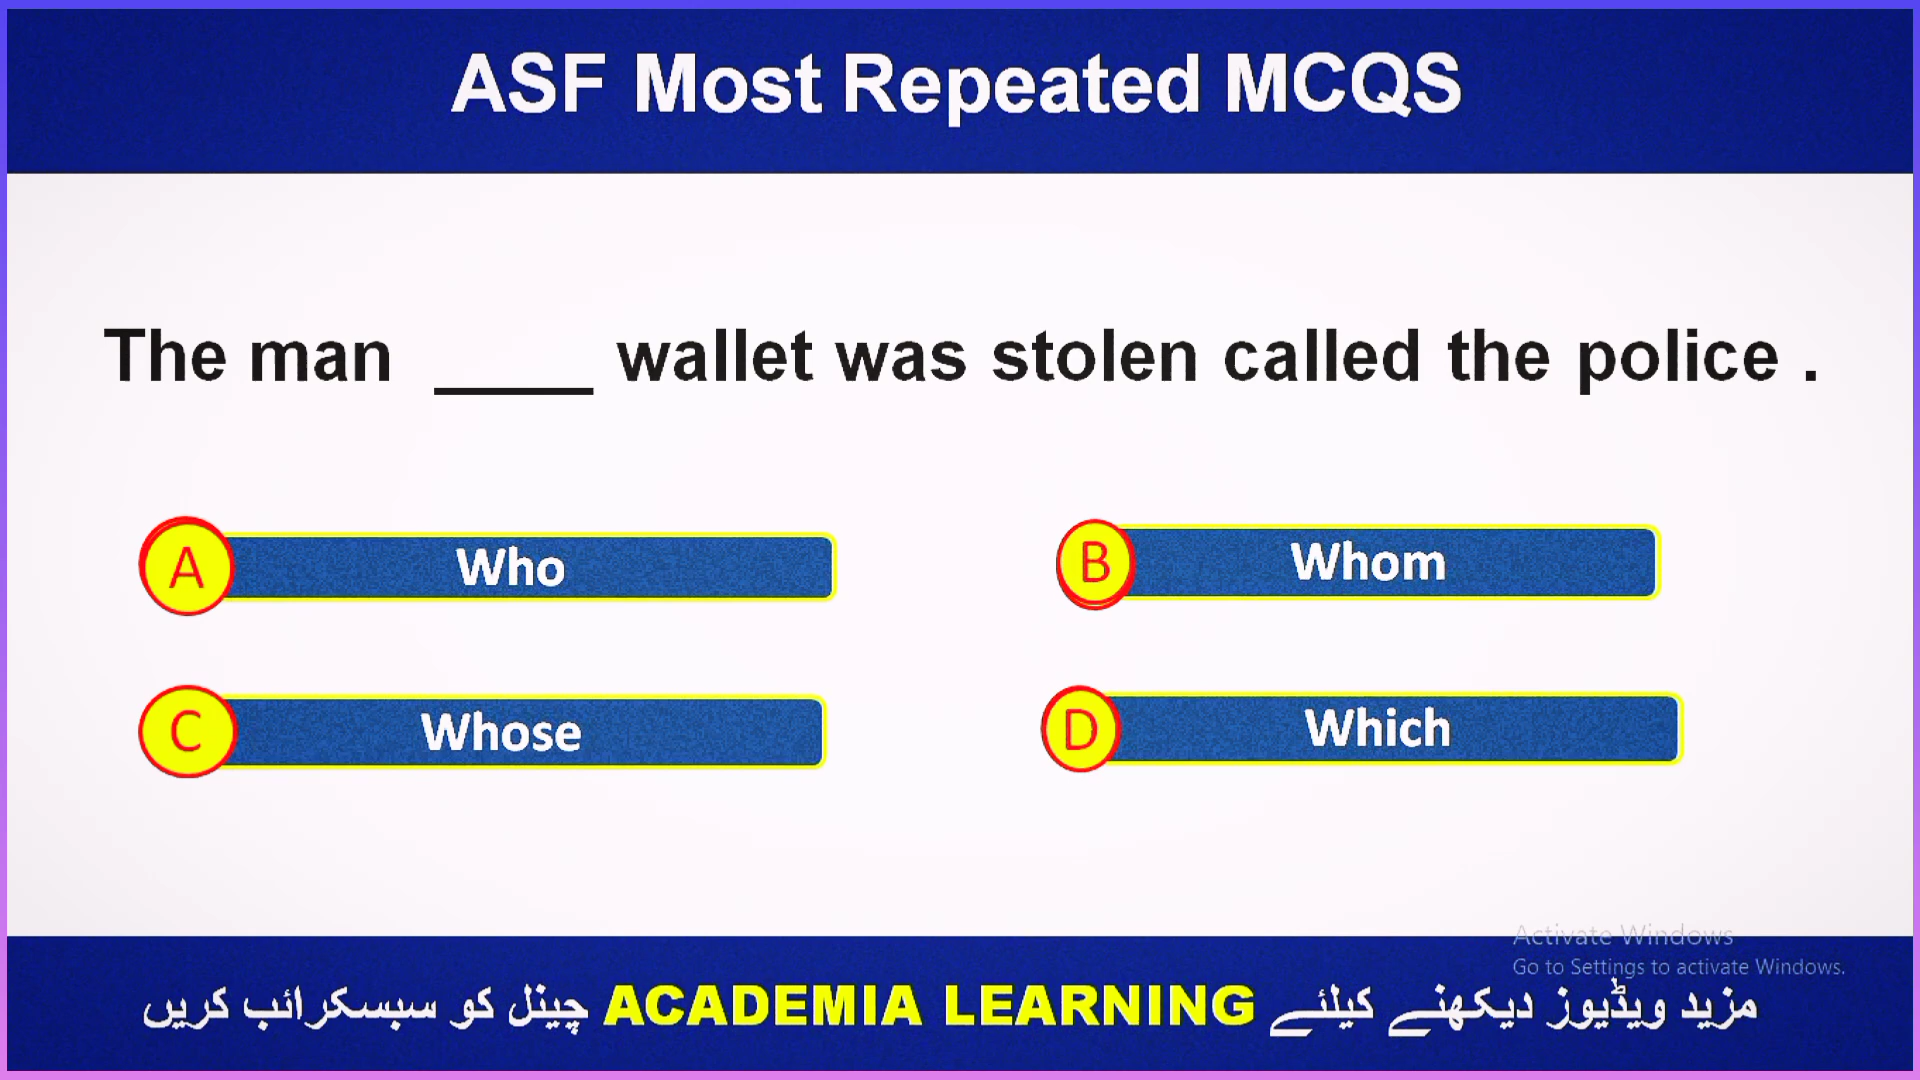 ASF Most Repeated MCQS
The man ____ wallet was stolen called the police .
A Who
B Whom
C Whose
D Which
Activate Windows
Go to Settings to activate Windows.
مزید ویڈیوز دیکھنے کیلئے ACADEMIA LEARNING چینل کو سبسکرائب کریں